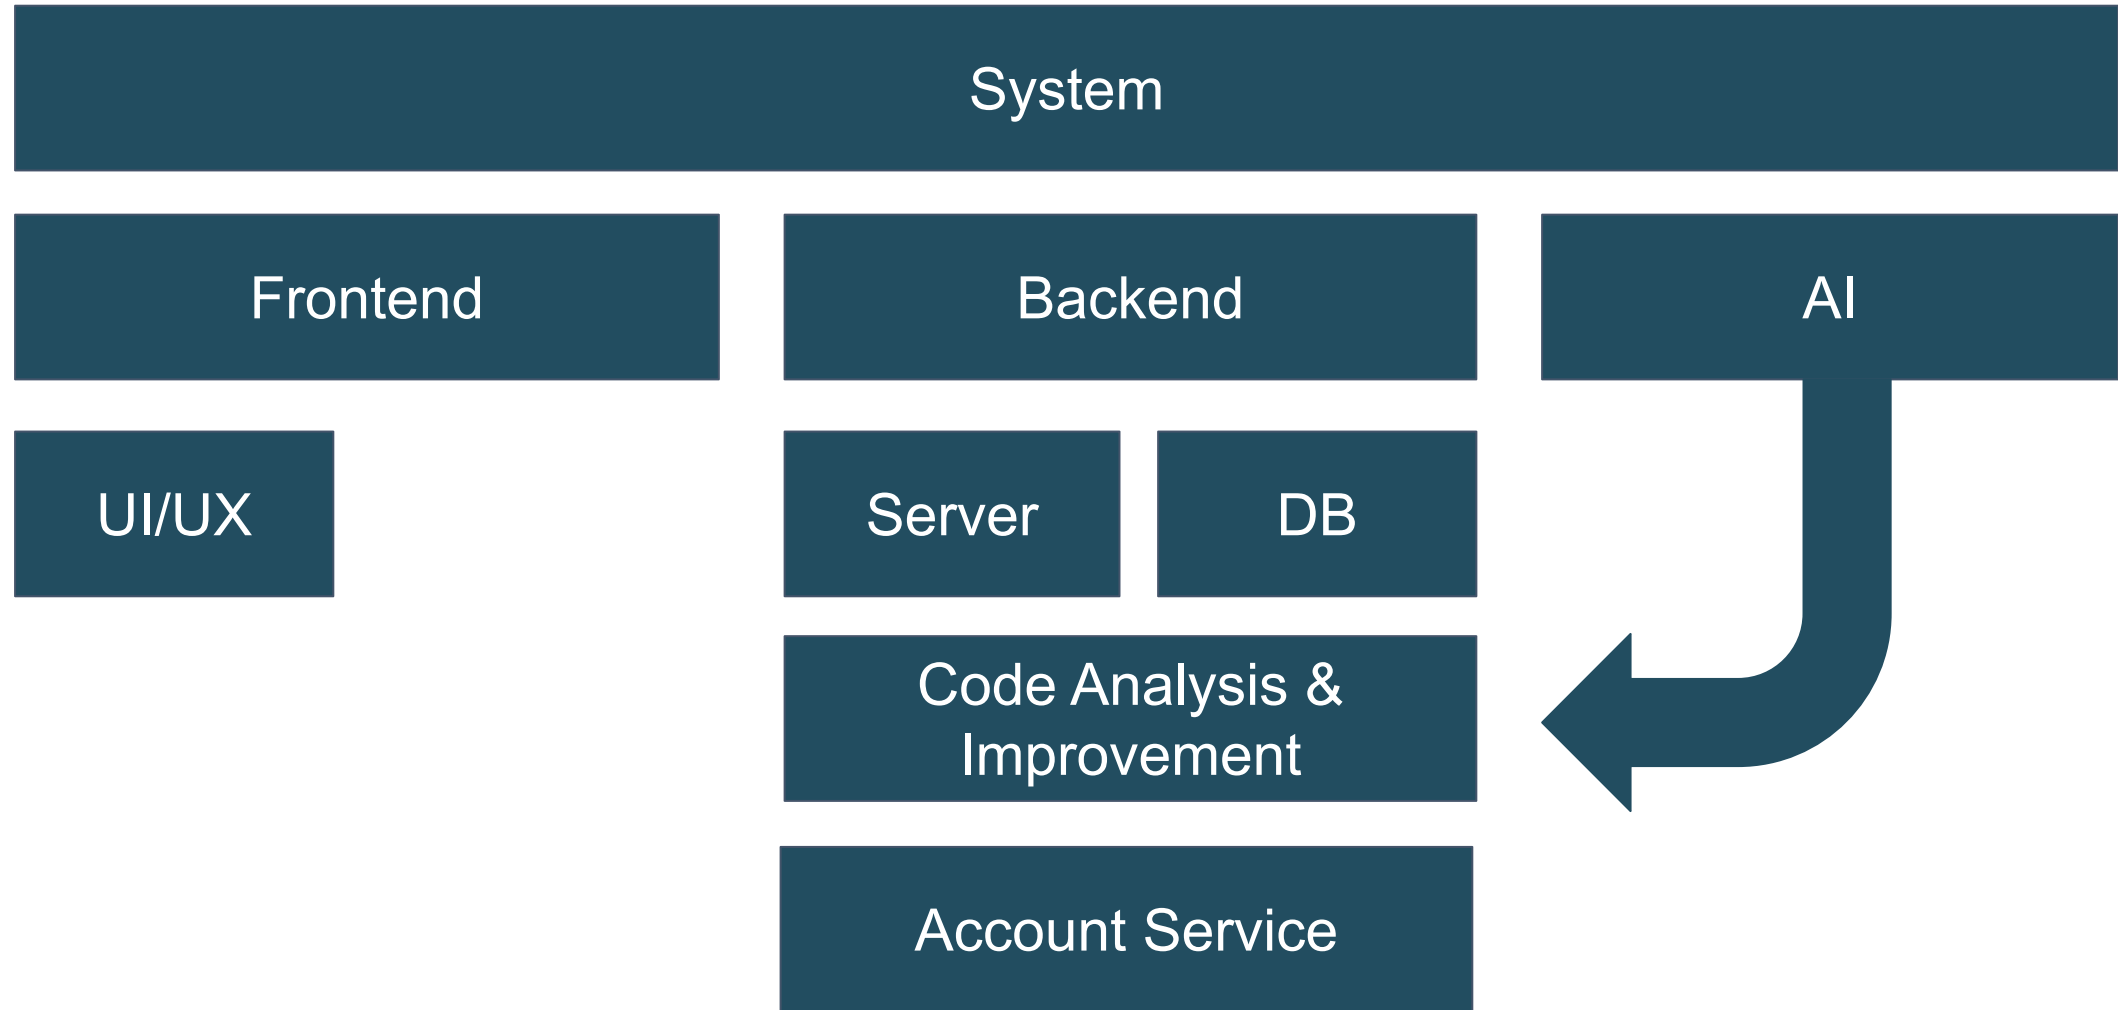 System
Frontend
Backend
AI
UI/UX
Server
DB
Code Analysis &
Improvement
Account Service